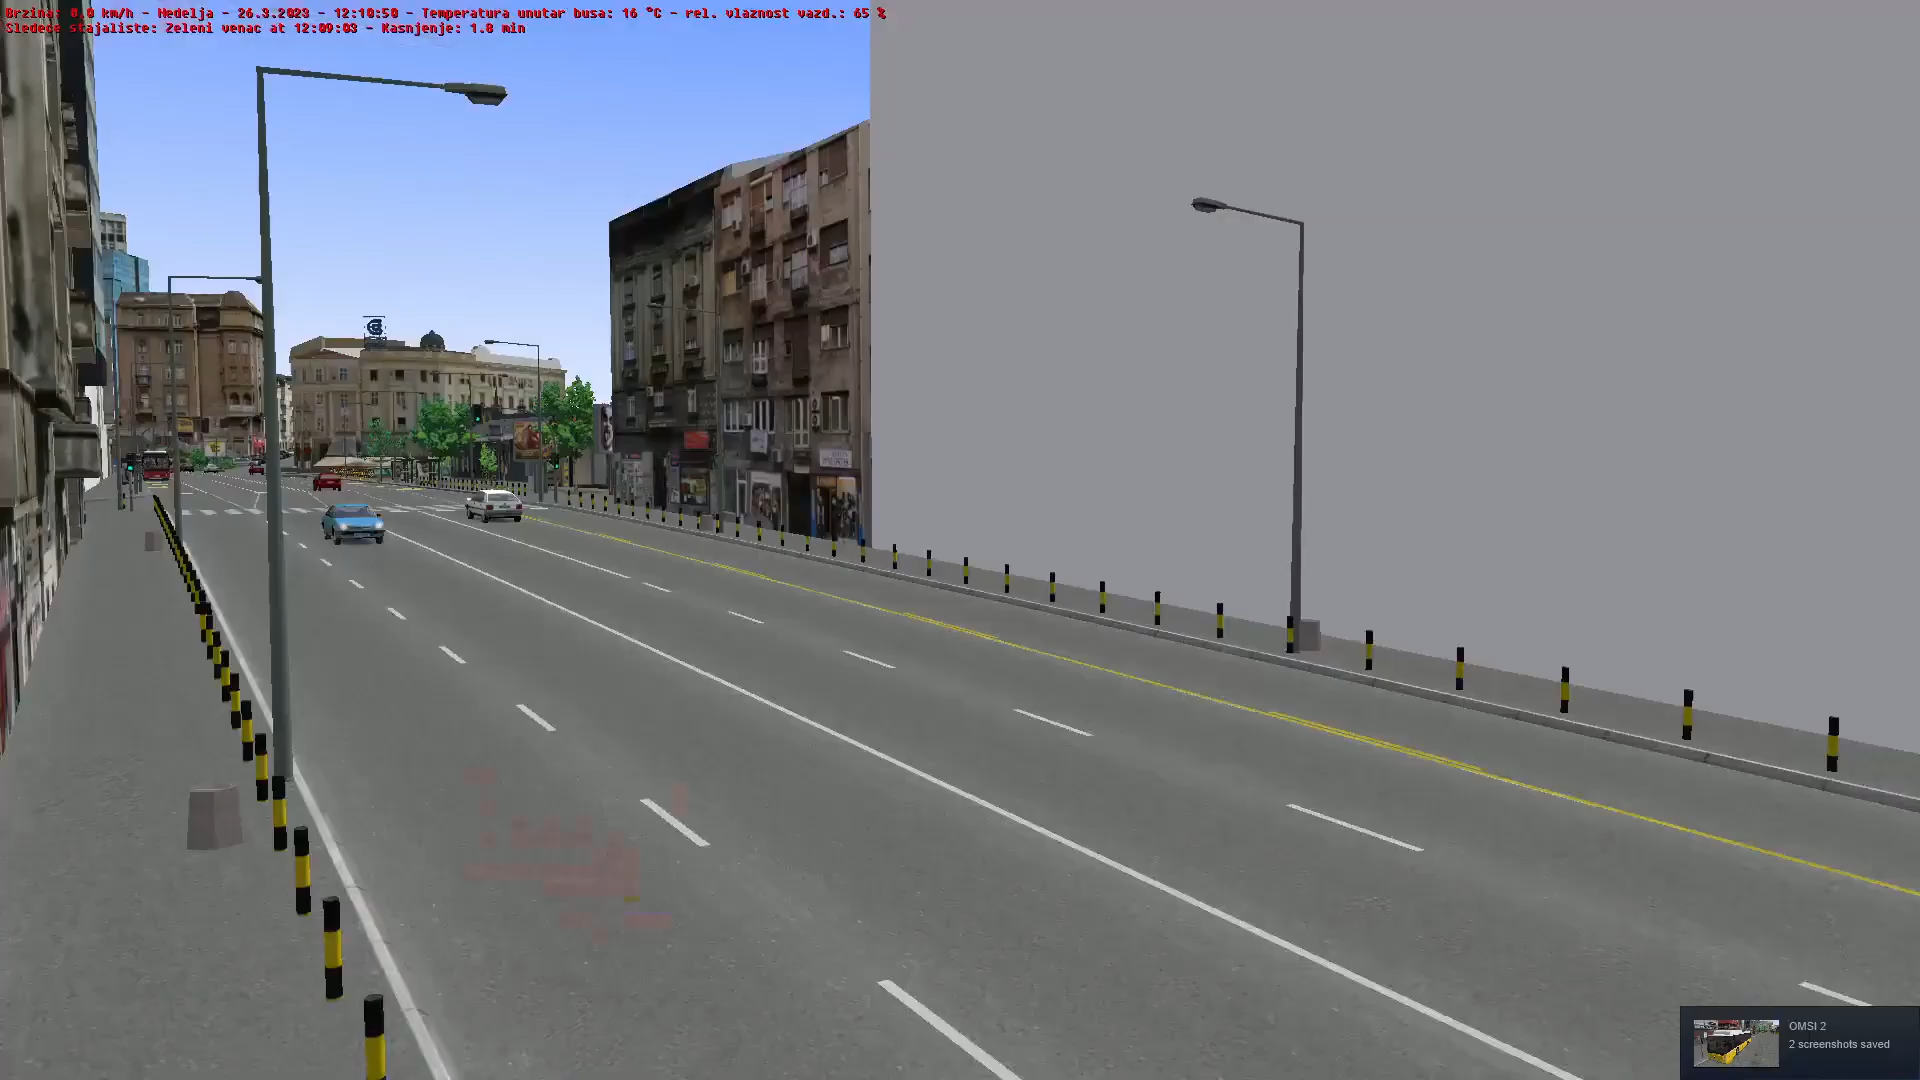 Brzina: 0.0 km/h - Nedelja - 26.3.2023 - 12:10:50 - Temperatura unutar busa: 16 °C - rel. vlaznost vazd.: 65 %
Sledece stajaliste: Zeleni venac at 12:09:03 - Kasnjenje: 1.8 min
OMSI 2
2 screenshots saved